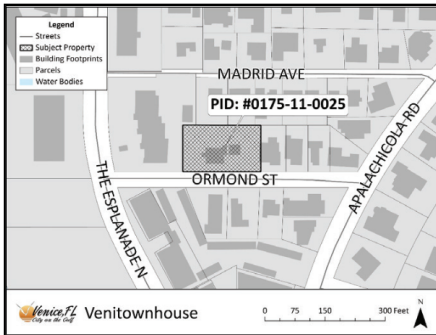 Legend
Streets
Subject Property
Building Footprints
Parcels
Water Bodies
MADRID AVE
PID: #0175-11-0025
APALACHICOLA RD
ORMOND ST
THE ESPLANADE N
Venice, FL
City on the Gulf
Venitownhouse
0 75 150 300 Feet
N